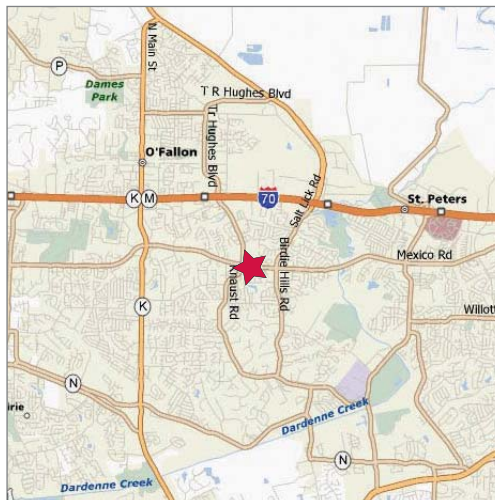 N Main St
P
Dames
Park
T R Hughes Blvd
Tr Hughes Blvd
O'Fallon
K M
70
Salt Lick Rd
St. Peters
Birdie Hills Rd
Mexico Rd
Knaust Rd
K
Willott
N
irie
Dardenne Creek
N
Dardenne Creek